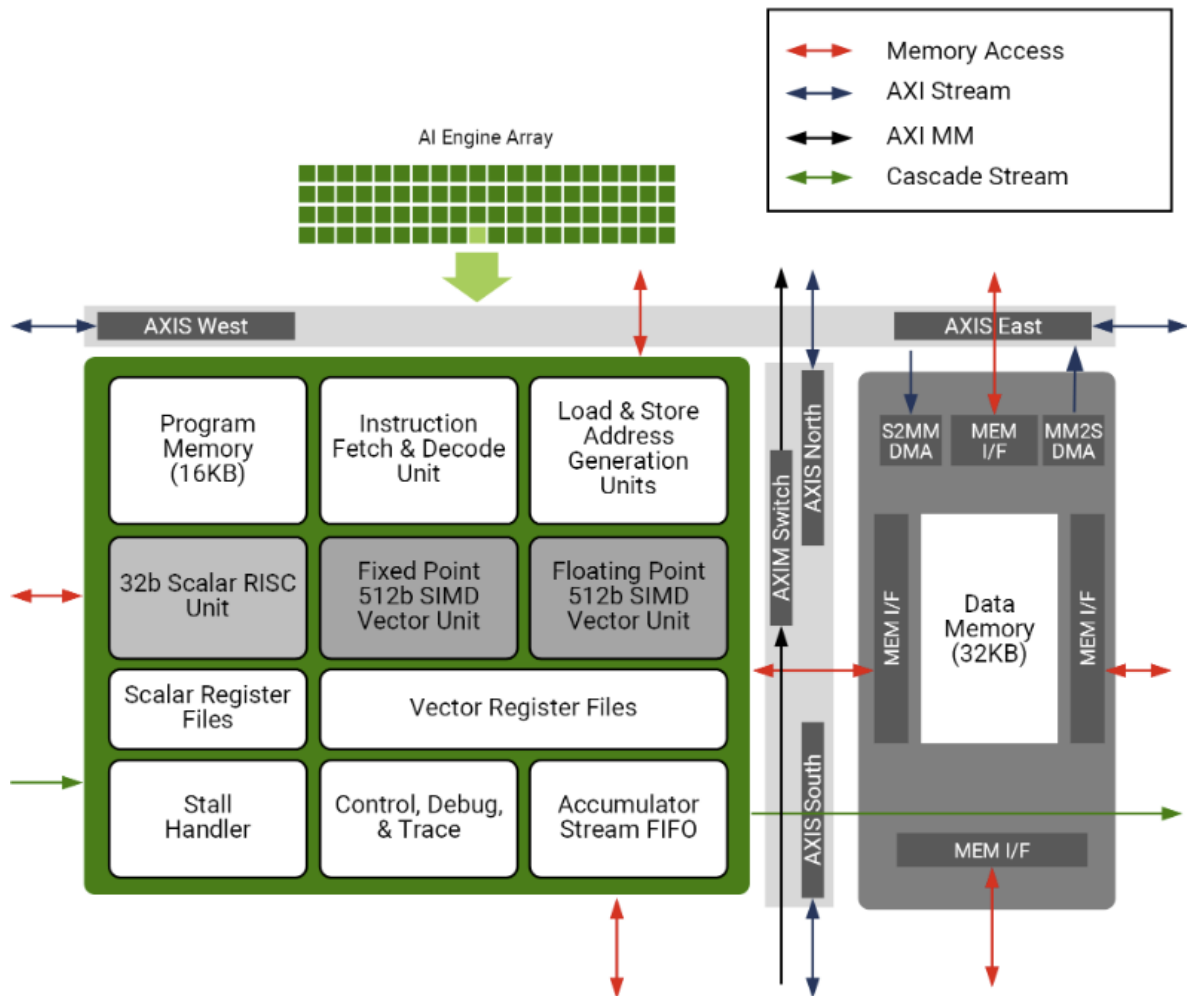 Memory Access
AXI Stream
AXI MM
Cascade Stream
AI Engine Array
AXIS West
AXIS East
Program
Memory
(16KB)
Instruction
Fetch & Decode
Unit
Load & Store
Address
Generation
Units
32b Scalar RISC
Unit
Fixed Point
512b SIMD
Vector Unit
Floating Point
512b SIMD
Vector Unit
Scalar Register
Files
Vector Register Files
Stall
Handler
Control, Debug,
& Trace
Accumulator
Stream FIFO
AXIM Switch
AXIS North
AXIS South
S2MM
DMA
MEM
I/F
MM2S
DMA
MEM I/F
Data
Memory
(32KB)
MEM I/F
MEM I/F